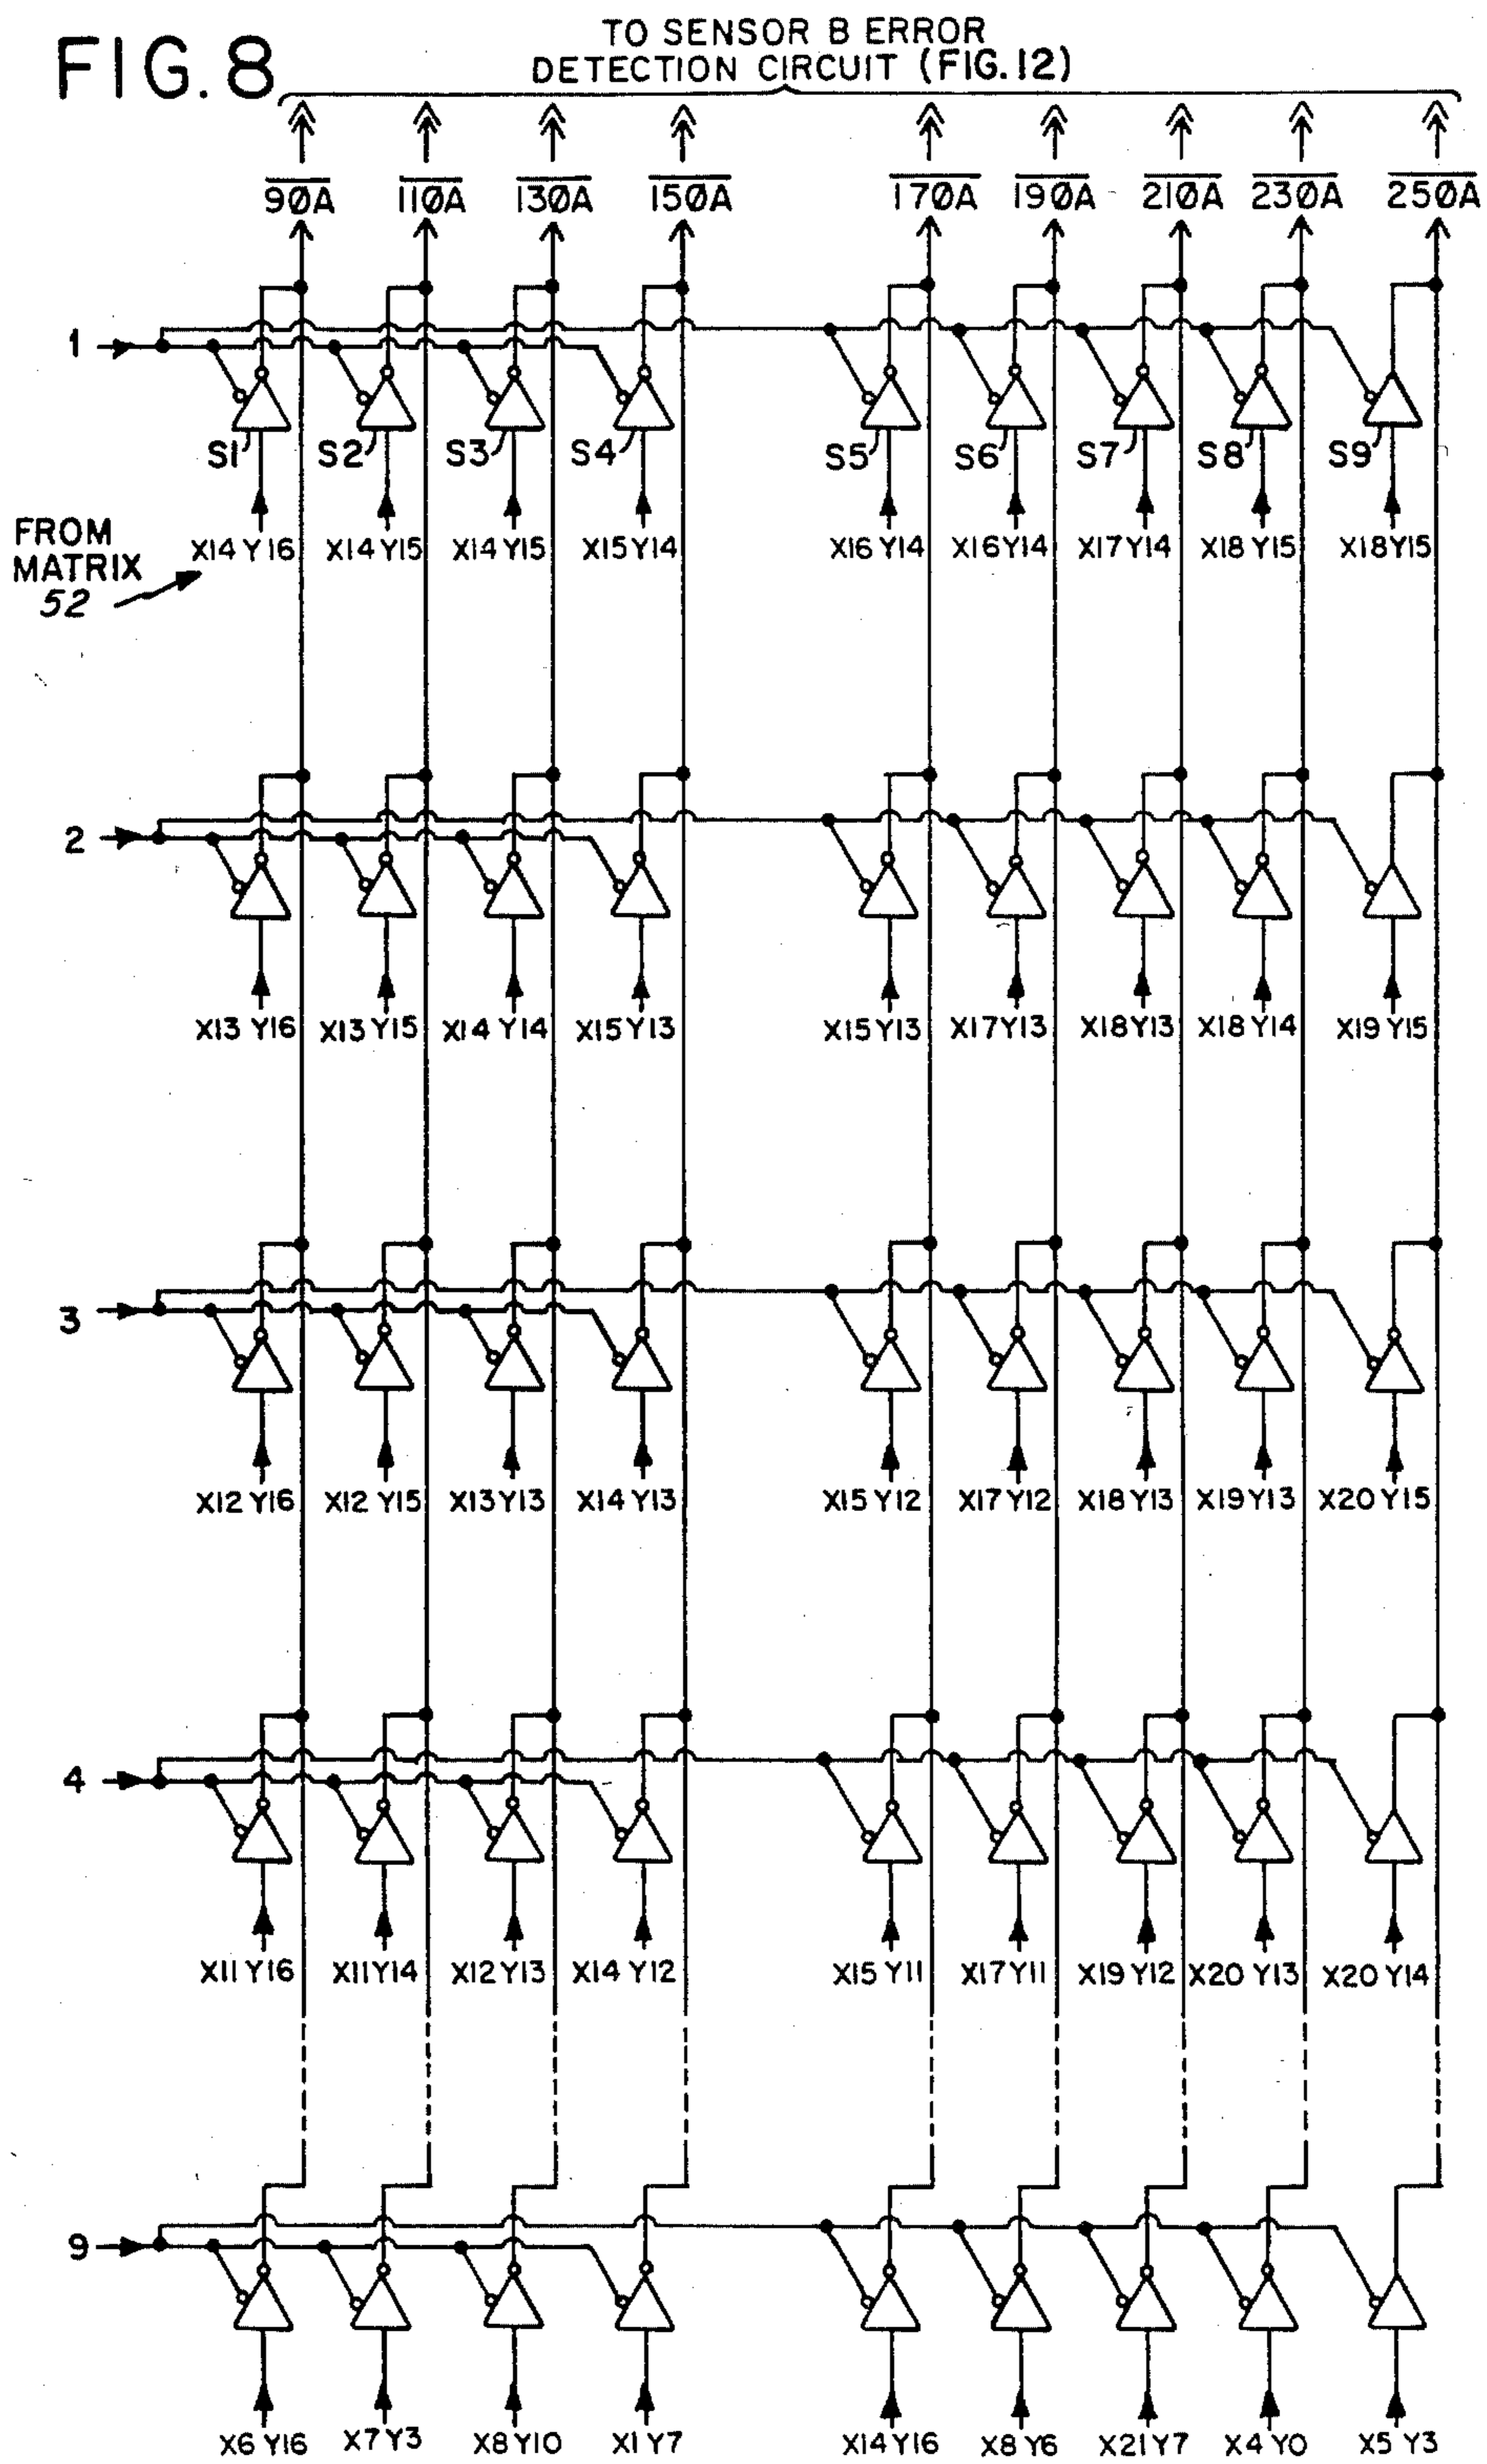 FIG. 8
TO SENSOR B ERROR
DETECTION CIRCUIT (FIG. 12)
90A 110A 130A 150A 170A 190A 210A 230A 250A
1
S1 S2 S3 S4 S5 S6 S7 S8 S9
FROM
MATRIX
52
X14 Y16 X14 Y15 X14 Y15 X15 Y14 X16 Y14 X16 Y14 X17 Y14 X18 Y15 X18 Y15
2
X13 Y16 X13 Y15 X14 Y14 X15 Y13 X15 Y13 X17 Y13 X18 Y13 X18 Y14 X19 Y15
3
X12 Y16 X12 Y15 X13 Y13 X14 Y13 X15 Y12 X17 Y12 X18 Y13 X19 Y13 X20 Y15
4
X11 Y16 X11 Y14 X12 Y13 X14 Y12 X15 Y11 X17 Y11 X19 Y12 X20 Y13 X20 Y14
9
X6 Y16 X7 Y3 X8 Y10 X1 Y7 X14 Y16 X8 Y6 X21 Y7 X4 Y0 X5 Y3